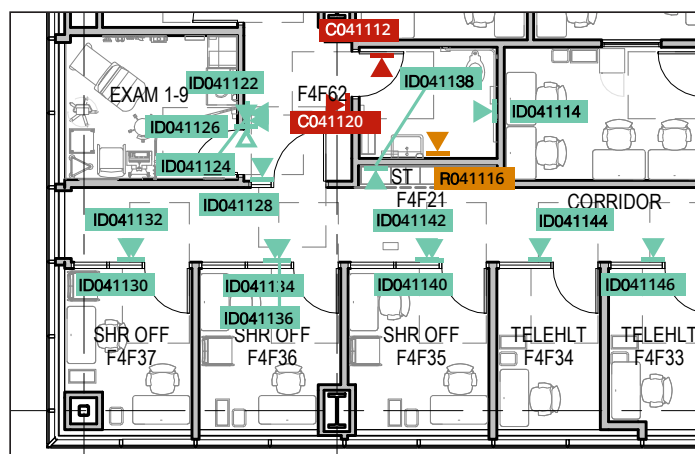 C041112
ID041122
EXAM 1-9
F4F62
ID041138
ID041114
ID041126
C041120
ID041124
ST
R041116
ID041128
F4F21
CORRIDOR
ID041132
ID041142
ID041144
ID041130
ID041134
ID041140
ID041146
ID041136
SHR OFF
F4F37
SHR OFF
F4F36
SHR OFF
F4F35
TELEHLT
F4F34
TELEHLT
F4F33